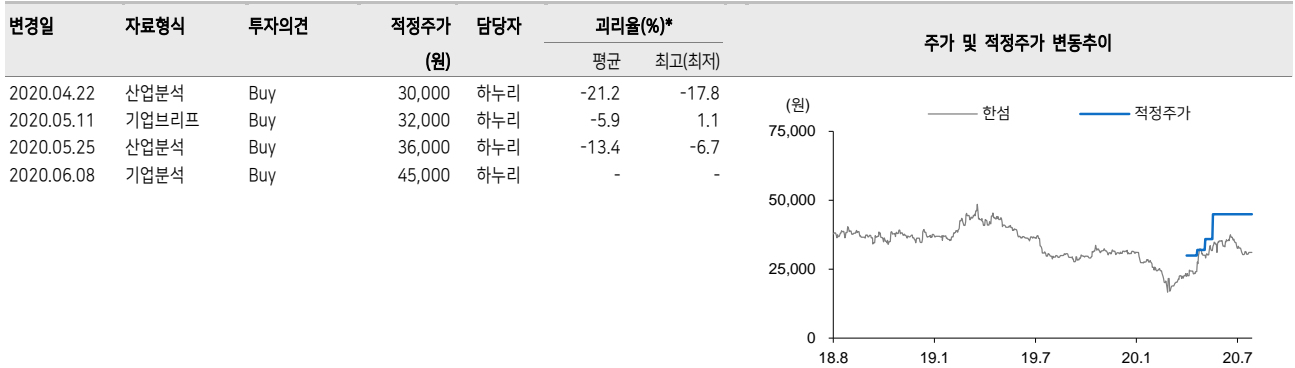 변경일 자료형식 투자의견 적정주가 담당자 괴리율(%)* 주가 및 적정주가 변동추이
(원) 평균 최고(최저)
2020.04.22 산업분석 Buy 30,000 하누리 -21.2 -17.8
2020.05.11 기업브리프 Buy 32,000 하누리 -5.9 1.1
2020.05.25 산업분석 Buy 36,000 하누리 -13.4 -6.7
2020.06.08 기업분석 Buy 45,000 하누리 - -
(원) 한섬 적정주가
75,000
50,000
25,000
0
18.8 19.1 19.7 20.1 20.7